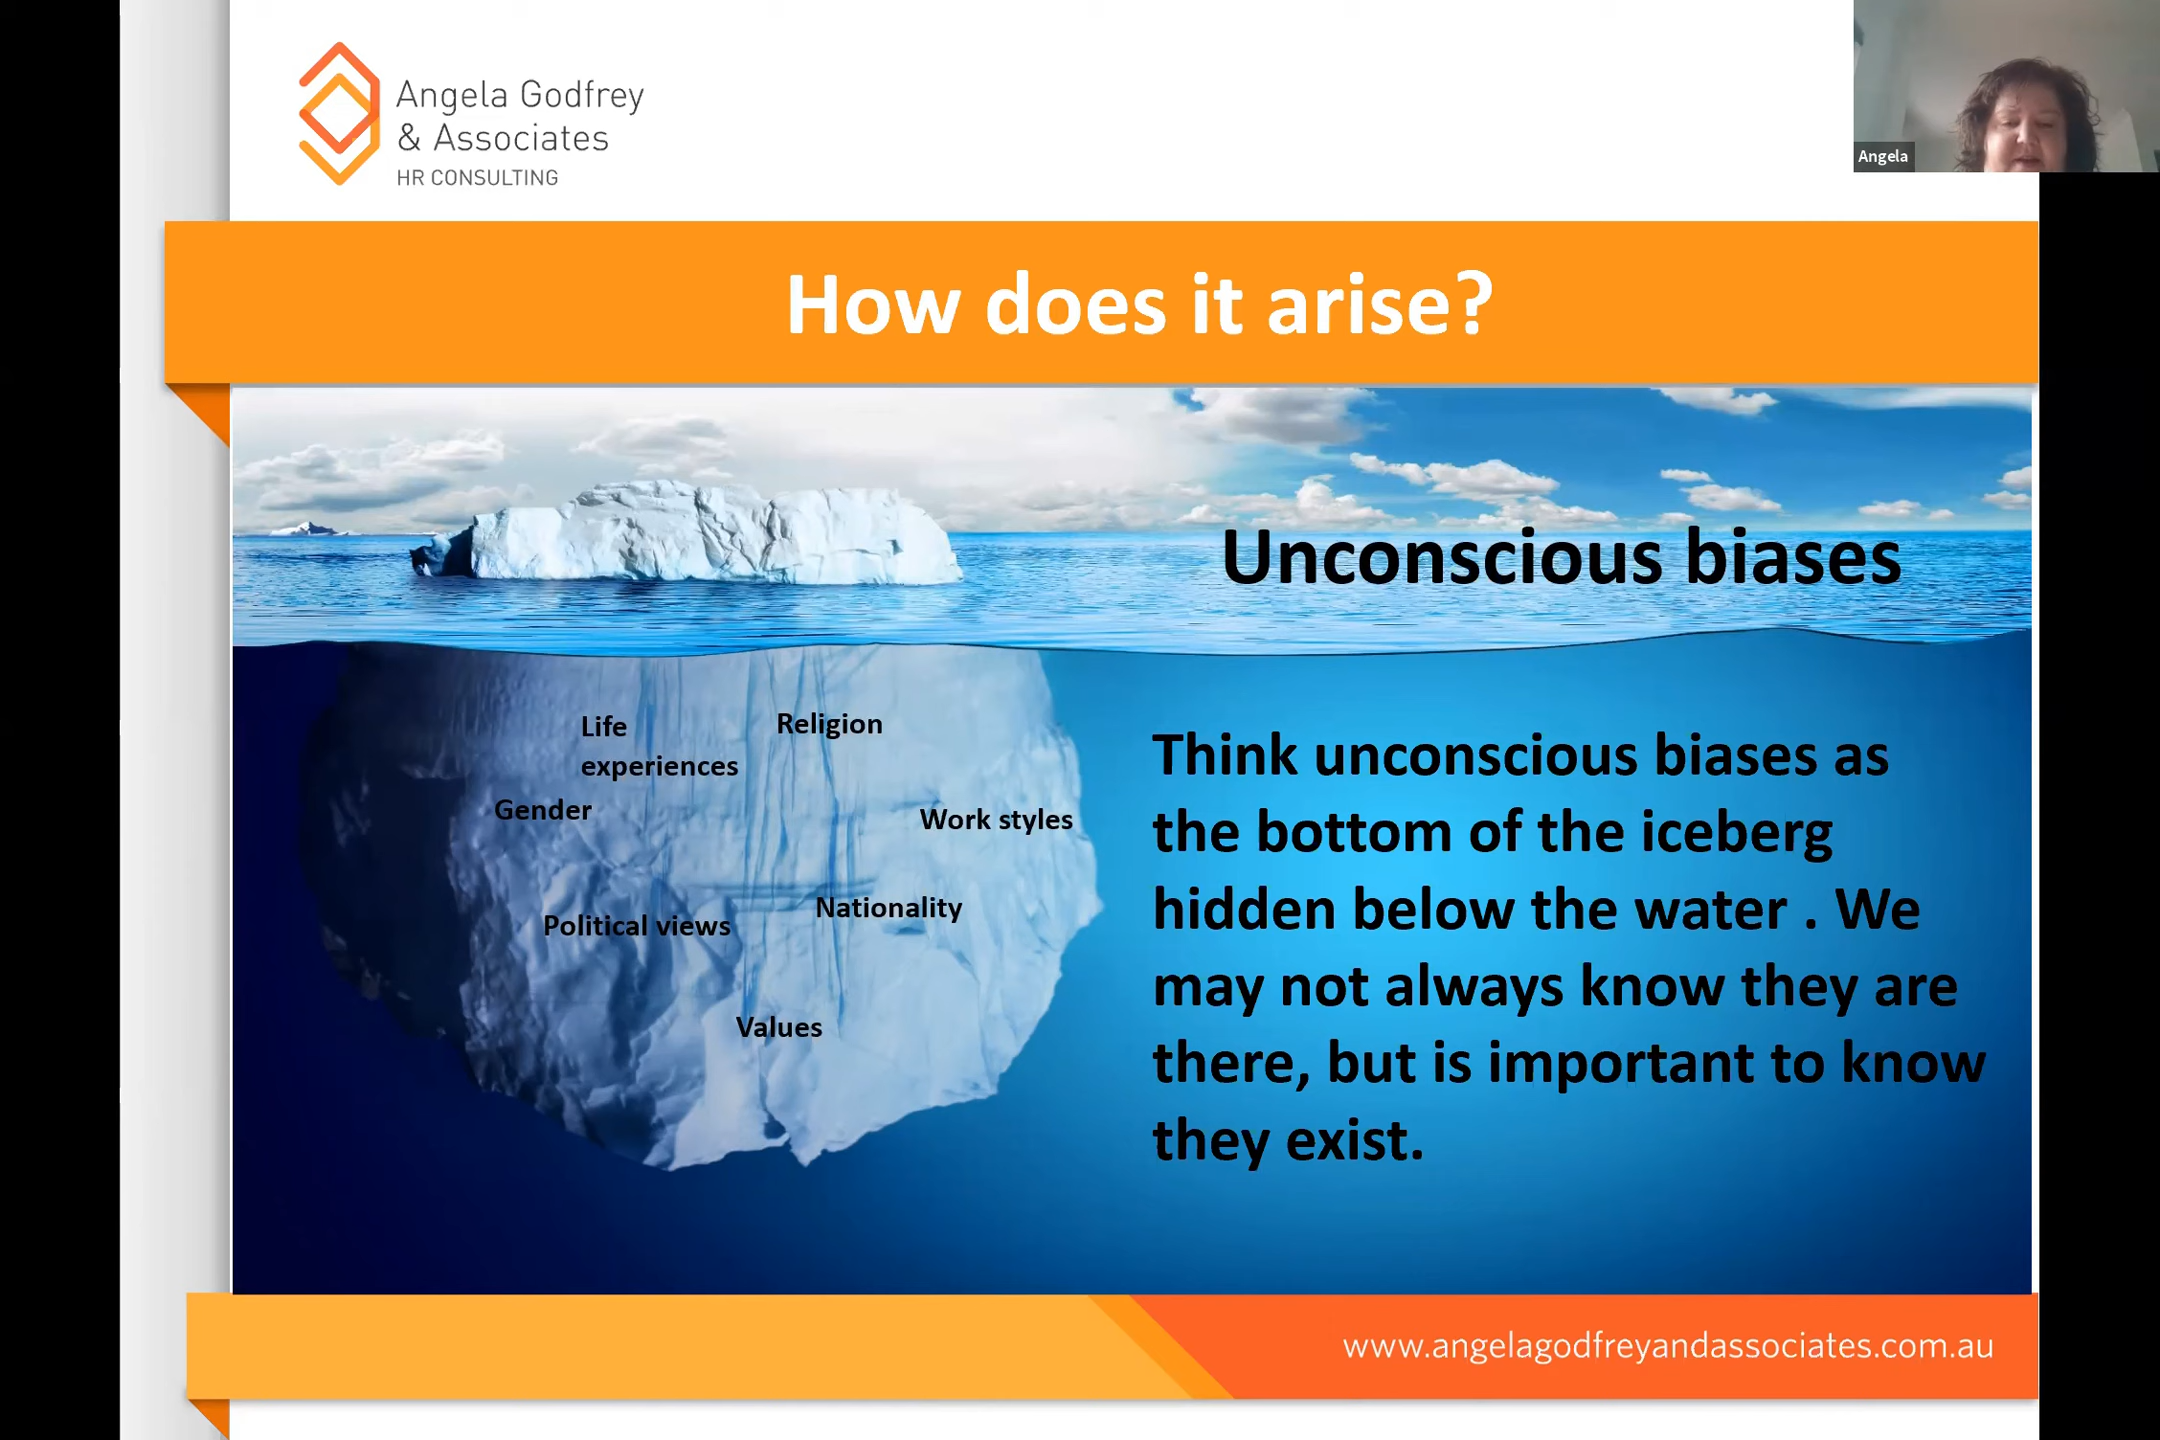 Angela Godfrey
& Associates
HR CONSULTING
Angela
How does it arise?
Unconscious biases
Life
experiences
Religion
Gender
Work styles
Political views
Nationality
Values
Think unconscious biases as
the bottom of the iceberg
hidden below the water . We
may not always know they are
there, but is important to know
they exist.
www.angelagodfreyandassociates.com.au